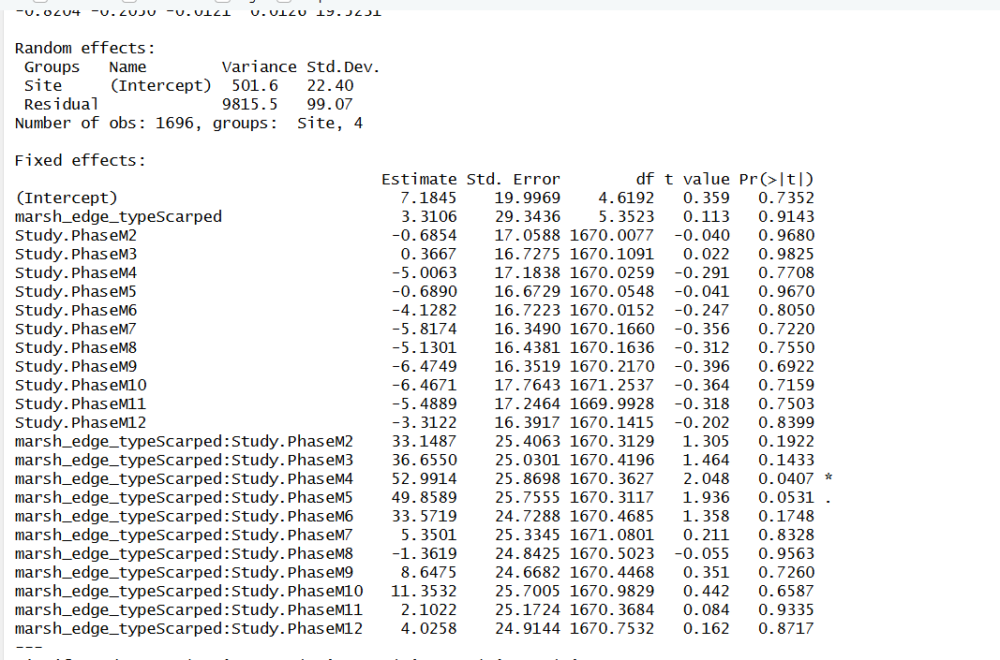 -0.8204 -0.2050 -0.0121  0.0126 19.5231
Random effects:
 Groups   Name        Variance Std.Dev.
 Site     (Intercept)  501.6   22.40
 Residual             9815.5   99.07
Number of obs: 1696, groups:  Site, 4
Fixed effects:
                                     Estimate Std. Error        df t value Pr(>|t|)
(Intercept)                            7.1845    19.9969    4.6192   0.359   0.7352
marsh_edge_typeScarped                 3.3106    29.3436    5.3523   0.113   0.9143
Study.PhaseM2                         -0.6854    17.0588 1670.0077  -0.040   0.9680
Study.PhaseM3                          0.3667    16.7275 1670.1091   0.022   0.9825
Study.PhaseM4                         -5.0063    17.1838 1670.0259  -0.291   0.7708
Study.PhaseM5                         -0.6890    16.6729 1670.0548  -0.041   0.9670
Study.PhaseM6                         -4.1282    16.7223 1670.0152  -0.247   0.8050
Study.PhaseM7                         -5.8174    16.3490 1670.1660  -0.356   0.7220
Study.PhaseM8                         -5.1301    16.4381 1670.1636  -0.312   0.7550
Study.PhaseM9                         -6.4749    16.3519 1670.2170  -0.396   0.6922
Study.PhaseM10                        -6.4671    17.7643 1671.2537  -0.364   0.7159
Study.PhaseM11                        -5.4889    17.2464 1669.9928  -0.318   0.7503
Study.PhaseM12                        -3.3122    16.3917 1670.1415  -0.202   0.8399
marsh_edge_typeScarped:Study.PhaseM2  33.1487    25.4063 1670.3129   1.305   0.1922
marsh_edge_typeScarped:Study.PhaseM3  36.6550    25.0301 1670.4196   1.464   0.1433
marsh_edge_typeScarped:Study.PhaseM4  52.9914    25.8698 1670.3627   2.048   0.0407 *
marsh_edge_typeScarped:Study.PhaseM5  49.8589    25.7555 1670.3117   1.936   0.0531 .
marsh_edge_typeScarped:Study.PhaseM6  33.5719    24.7288 1670.4685   1.358   0.1748
marsh_edge_typeScarped:Study.PhaseM7   5.3501    25.3345 1671.0801   0.211   0.8328
marsh_edge_typeScarped:Study.PhaseM8  -1.3619    24.8425 1670.5023  -0.055   0.9563
marsh_edge_typeScarped:Study.PhaseM9   8.6475    24.6682 1670.4468   0.351   0.7260
marsh_edge_typeScarped:Study.PhaseM10 11.3532    25.7005 1670.9829   0.442   0.6587
marsh_edge_typeScarped:Study.PhaseM11  2.1022    25.1724 1670.3684   0.084   0.9335
marsh_edge_typeScarped:Study.PhaseM12  4.0258    24.9144 1670.7532   0.162   0.8717
---